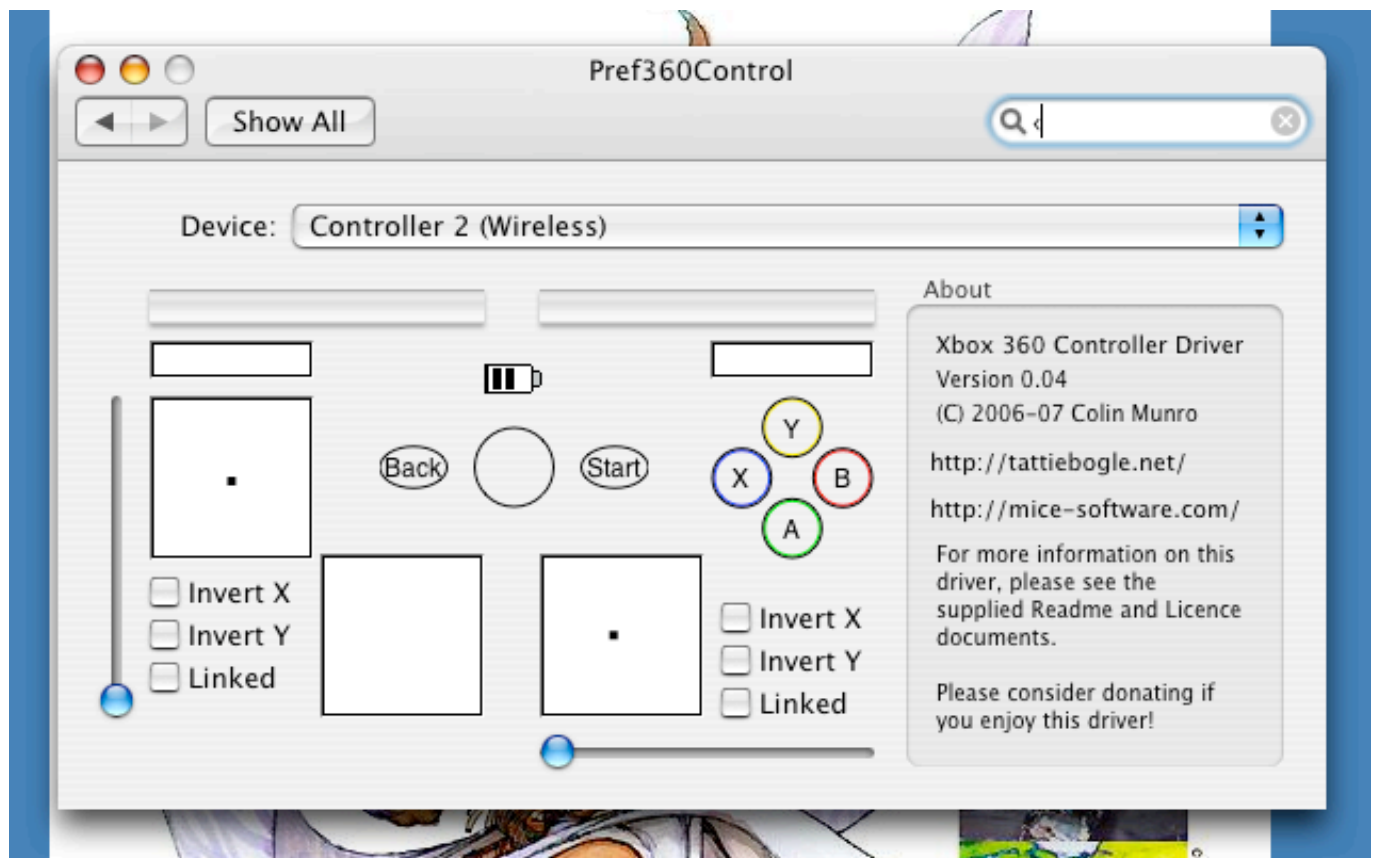 Pref360Control
Show All
‹
Device: Controller 2 (Wireless)
About
Xbox 360 Controller Driver
Version 0.04
(C) 2006-07 Colin Munro
http://tattiebogle.net/
http://mice-software.com/
For more information on this
driver, please see the
supplied Readme and Licence
documents.
Please consider donating if
you enjoy this driver!
Back
Start
Y
X
B
A
Invert X
Invert Y
Linked
Invert X
Invert Y
Linked